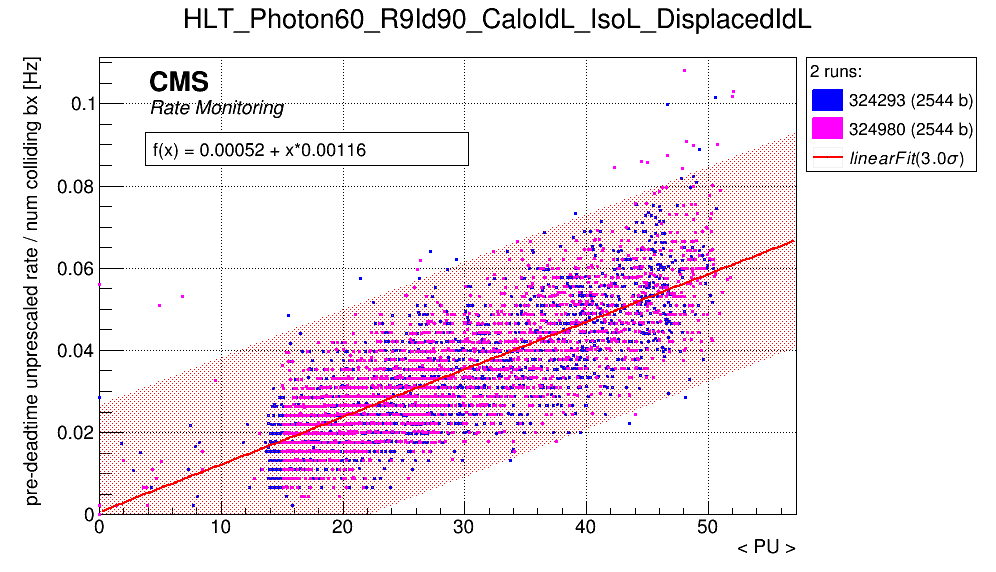 HLT_Photon60_R9Id90_CaloIdL_IsoL_DisplacedIdL
pre-deadtime unprescaled rate / num colliding bx [Hz]
CMS
Rate Monitoring
f(x) = 0.00052 + x*0.00116
0.1
0.08
0.06
0.04
0.02
0
0 10 20 30 40 50
< PU >
2 runs:
324293 (2544 b)
324980 (2544 b)
linearFit(3.0σ)